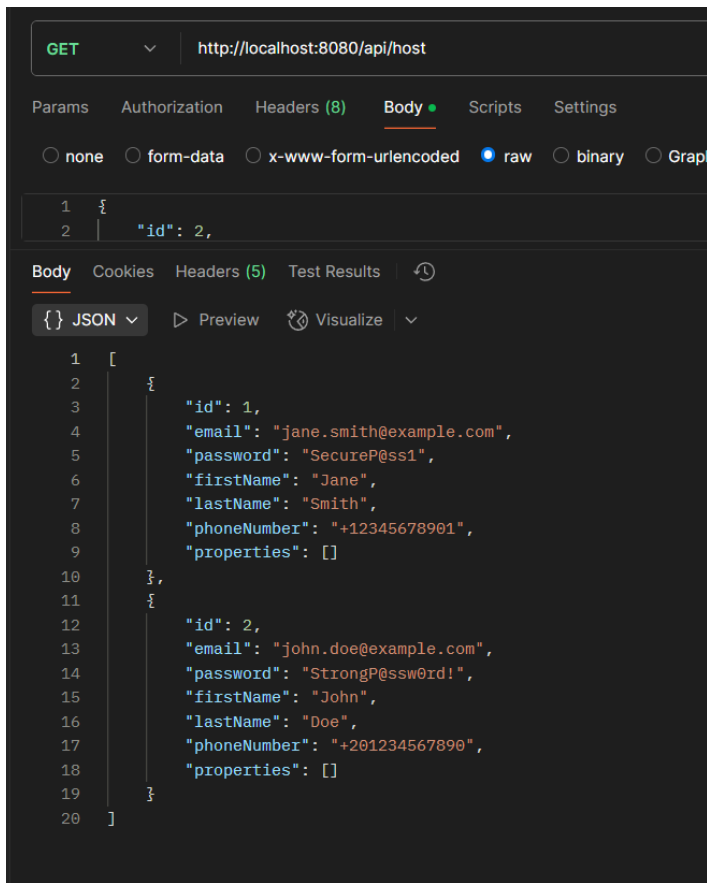 GET http://localhost:8080/api/host
Params Authorization Headers (8) Body Scripts Settings
none form-data x-www-form-urlencoded raw binary Grap
1 {
2 "id": 2,
Body Cookies Headers (5) Test Results
{} JSON Preview Visualize
1 [
2 {
3 "id": 1,
4 "email": "jane.smith@example.com",
5 "password": "SecureP@ss1",
6 "firstName": "Jane",
7 "lastName": "Smith",
8 "phoneNumber": "+12345678901",
9 "properties": []
10 },
11 {
12 "id": 2,
13 "email": "john.doe@example.com",
14 "password": "StrongP@ssw0rd!",
15 "firstName": "John",
16 "lastName": "Doe",
17 "phoneNumber": "+201234567890",
18 "properties": []
19 }
20 ]